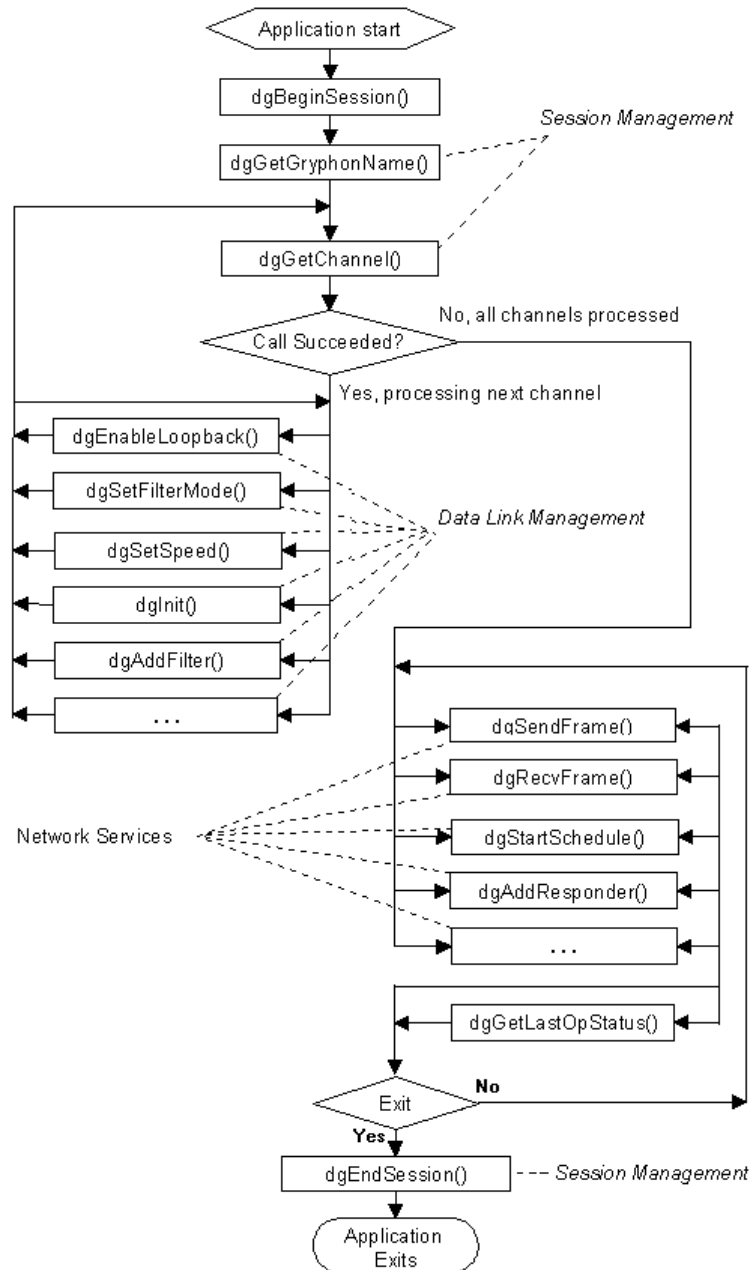 Application start
dgBeginSession()
Session Management
dgGetGryphonName()
dgGetChannel()
No, all channels processed
Call Succeeded?
Yes, processing next channel
dgEnableLoopback()
dgSetFilterMode()
Data Link Management
dgSetSpeed()
dgInit()
dgAddFilter()
...
dgSendFrame()
dgRecvFrame()
Network Services
dgStartSchedule()
dgAddResponder()
...
dgGetLastOpStatus()
No
Exit
Yes
dgEndSession()
Session Management
Application
Exits